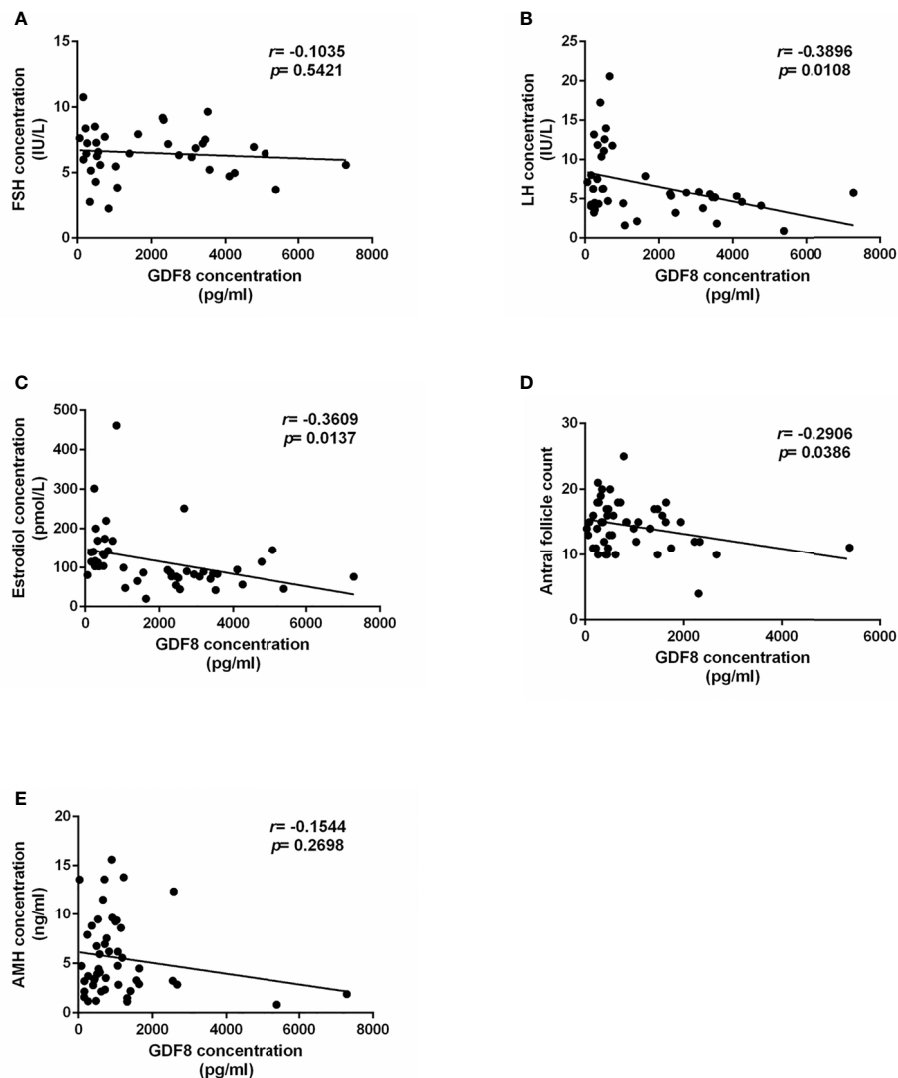 A
r= -0.1035
p= 0.5421
FSH concentration
(IU/L)
15
10
5
0
0 2000 4000 6000 8000
GDF8 concentration
(pg/ml)
B
r= -0.3896
p= 0.0108
LH concentration
(IU/L)
25
20
15
10
5
0
0 2000 4000 6000 8000
GDF8 concentration
(pg/ml)
C
r= -0.3609
p= 0.0137
Estrodiol concentration
(pmol/L)
500
400
300
200
100
0
0 2000 4000 6000 8000
GDF8 concentration
(pg/ml)
D
r= -0.2906
p= 0.0386
Antral follicle count
30
20
10
0
0 2000 4000 6000
GDF8 concentration
(pg/ml)
E
r= -0.1544
p= 0.2698
AMH concentration
(ng/ml)
20
15
10
5
0
0 2000 4000 6000 8000
GDF8 concentration
(pg/ml)